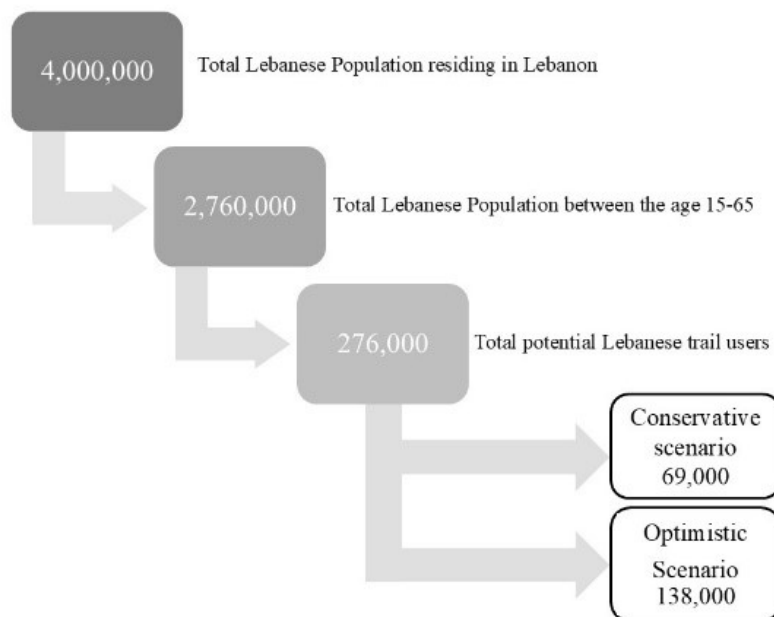 4,000,000
Total Lebanese Population residing in Lebanon
2,760,000
Total Lebanese Population between the age 15-65
276,000
Total potential Lebanese trail users
Conservative
scenario
69,000
Optimistic
Scenario
138,000